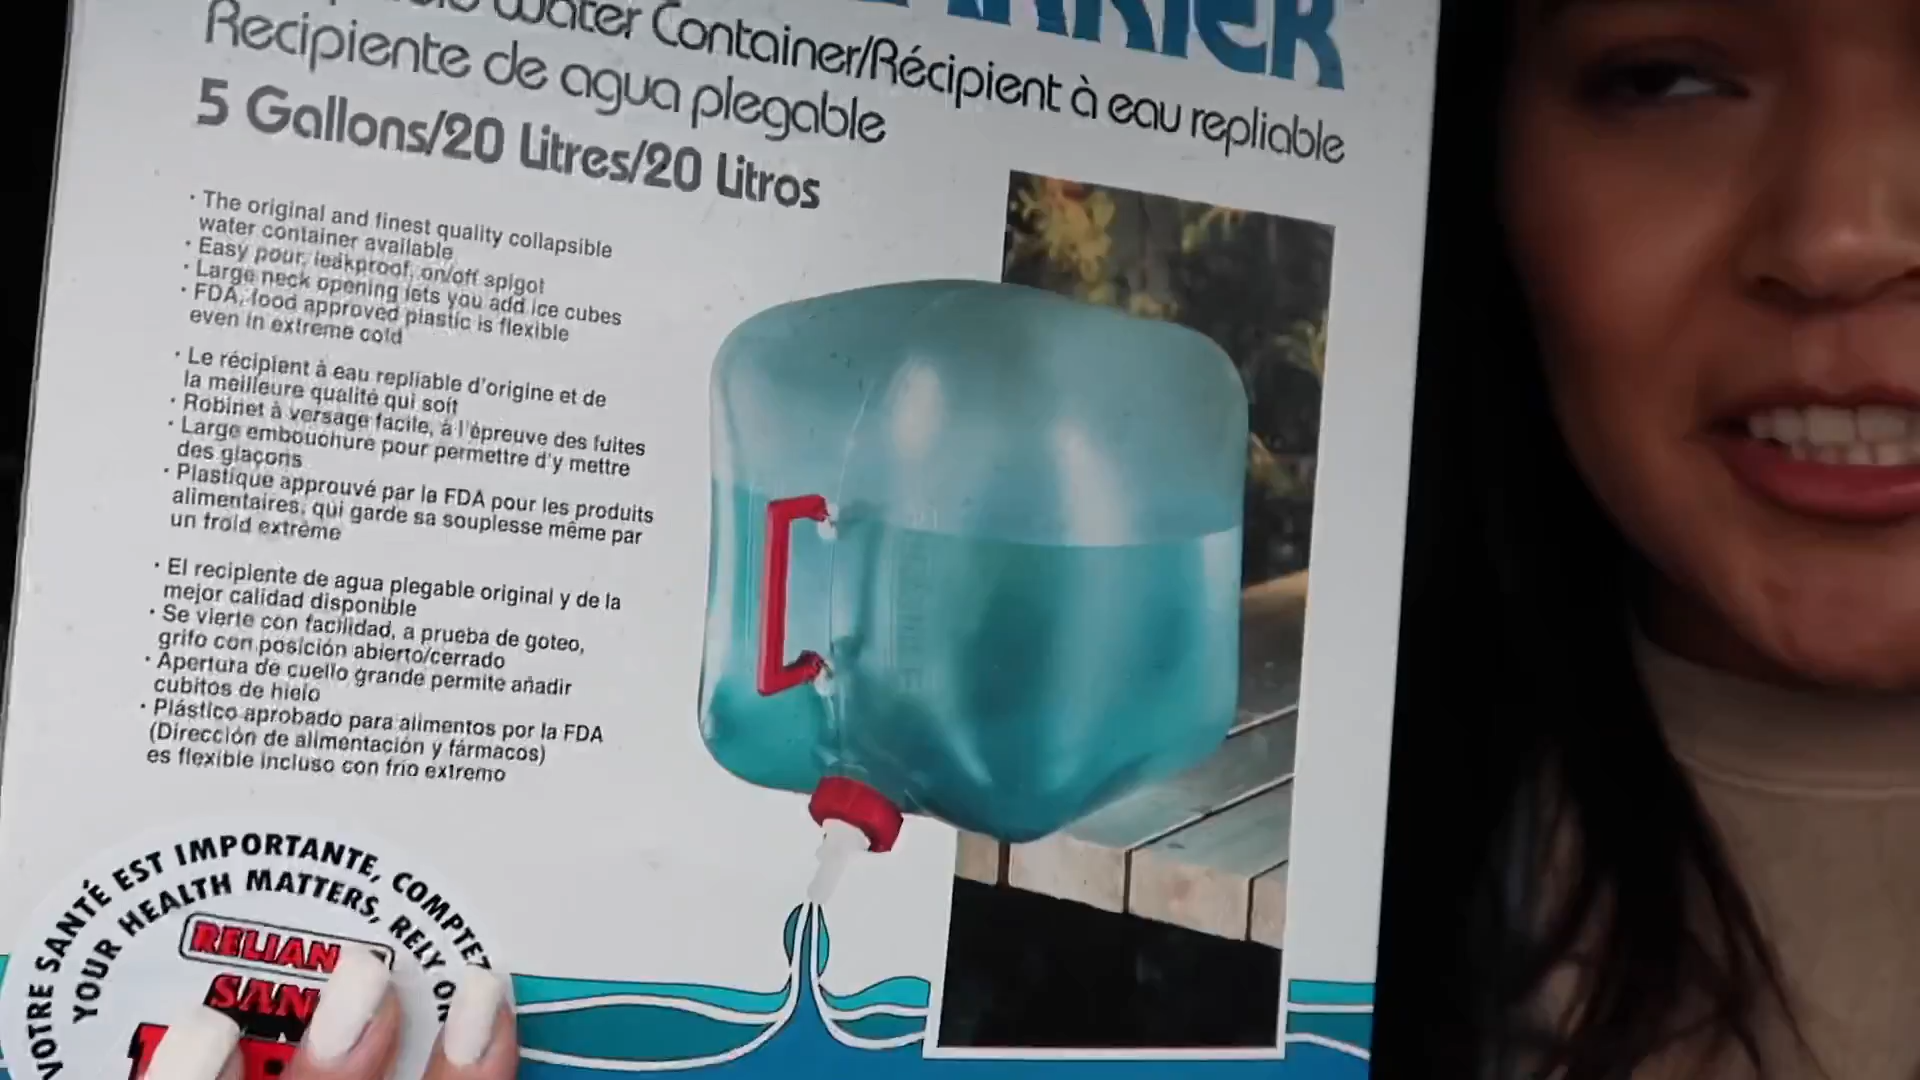 Water Container/Récipient à eau repliable
Recipiente de agua plegable
5 Gallons/20 Litres/20 Litros
· The original and finest quality collapsible
water container available
· Easy pour, leakproof, on/off spigot
· Large neck opening lets you add ice cubes
· FDA, food approved plastic is flexible
even in extreme cold
· Le récipient à eau repliable d'origine et de
la meilleure qualité qui soit
· Robinet à versage facile, à l'épreuve des fuites
· Large embouchure pour permettre d'y mettre
des glaçons
· Plastique approuvé par la FDA pour les produits
alimentaires, qui garde sa souplesse même par
un froid extrême
· El recipiente de agua plegable original y de la
mejor calidad disponible
· Se vierte con facilidad, a prueba de goteo,
grifo con posición abierto/cerrado
· Apertura de cuello grande permite añadir
cubitos de hielo
· Plástico aprobado para alimentos por la FDA
(Dirección de alimentación y fármacos)
es flexible incluso con frío extremo
VOTRE SANTÉ EST IMPORTANTE, COMPTEZ
YOUR HEALTH MATTERS, RELY ON
RELIAN
SAN